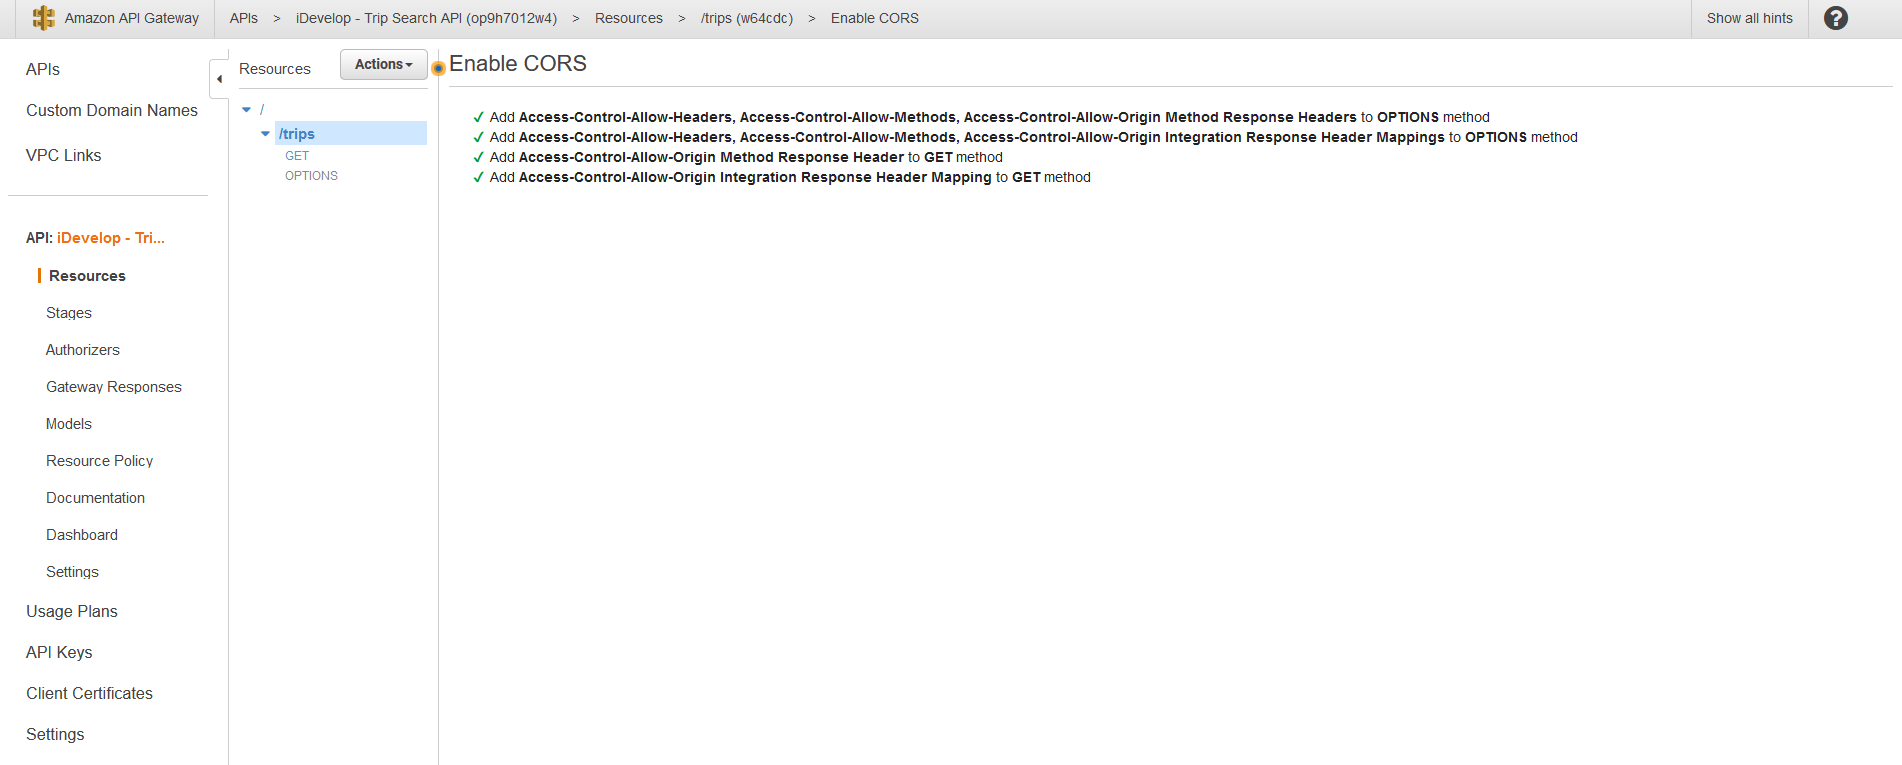 Amazon API Gateway
APIs > iDevelop - Trip Search API (op9h7012w4) > Resources > /trips (w64cdc) > Enable CORS
Show all hints
?
APIs
Custom Domain Names
VPC Links
API: iDevelop - Tri...
Resources
Stages
Authorizers
Gateway Responses
Models
Resource Policy
Documentation
Dashboard
Settings
Usage Plans
API Keys
Client Certificates
Settings
Resources
Actions
/
/trips
GET
OPTIONS
Enable CORS
✓ Add Access-Control-Allow-Headers, Access-Control-Allow-Methods, Access-Control-Allow-Origin Method Response Headers to OPTIONS method
✓ Add Access-Control-Allow-Headers, Access-Control-Allow-Methods, Access-Control-Allow-Origin Integration Response Header Mappings to OPTIONS method
✓ Add Access-Control-Allow-Origin Method Response Header to GET method
✓ Add Access-Control-Allow-Origin Integration Response Header Mapping to GET method